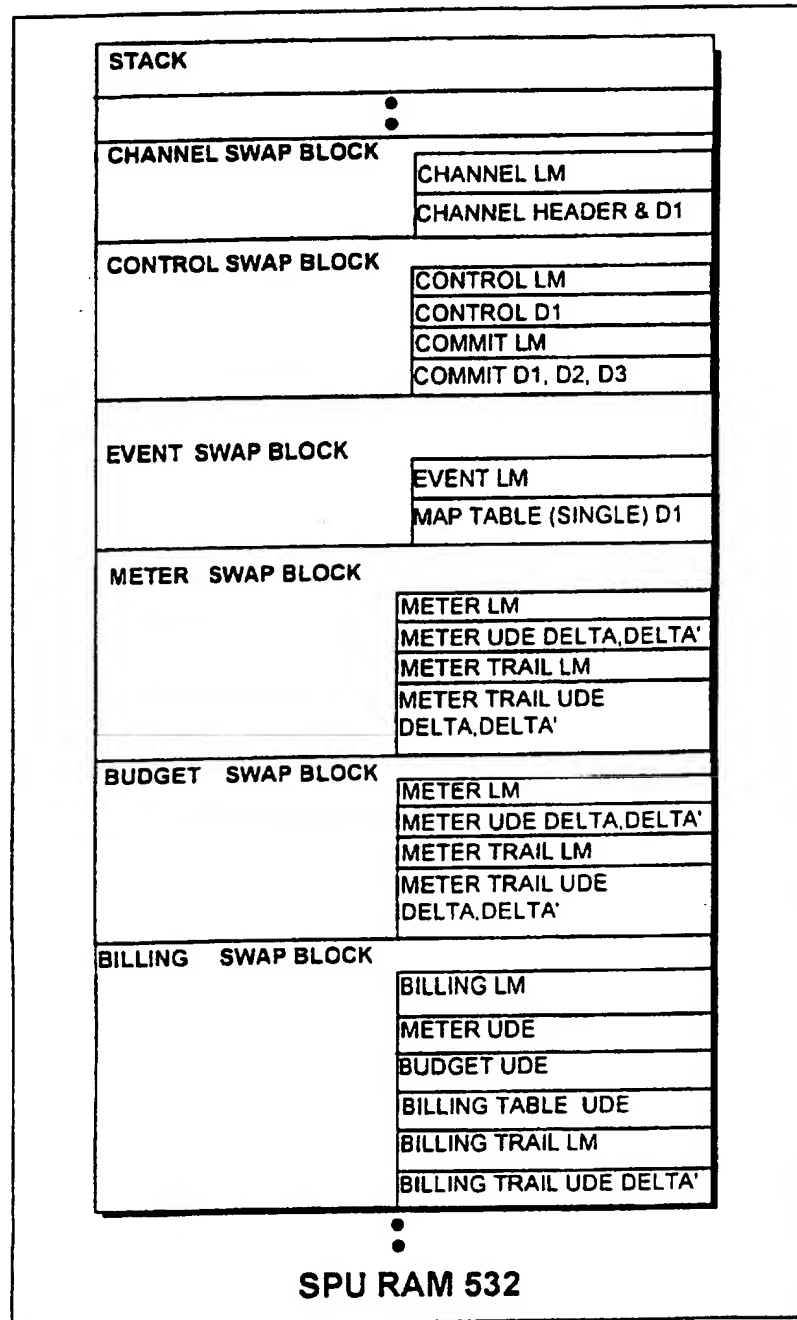 STACK
CHANNEL SWAP BLOCK
CHANNEL LM
CHANNEL HEADER & D1
CONTROL SWAP BLOCK
CONTROL LM
CONTROL D1
COMMIT LM
COMMIT D1, D2, D3
EVENT SWAP BLOCK
EVENT LM
MAP TABLE (SINGLE) D1
METER SWAP BLOCK
METER LM
METER UDE DELTA,DELTA'
METER TRAIL LM
METER TRAIL UDE
DELTA,DELTA'
BUDGET SWAP BLOCK
METER LM
METER UDE DELTA,DELTA'
METER TRAIL LM
METER TRAIL UDE
DELTA,DELTA'
BILLING SWAP BLOCK
BILLING LM
METER UDE
BUDGET UDE
BILLING TABLE UDE
BILLING TRAIL LM
BILLING TRAIL UDE DELTA'
SPU RAM 532